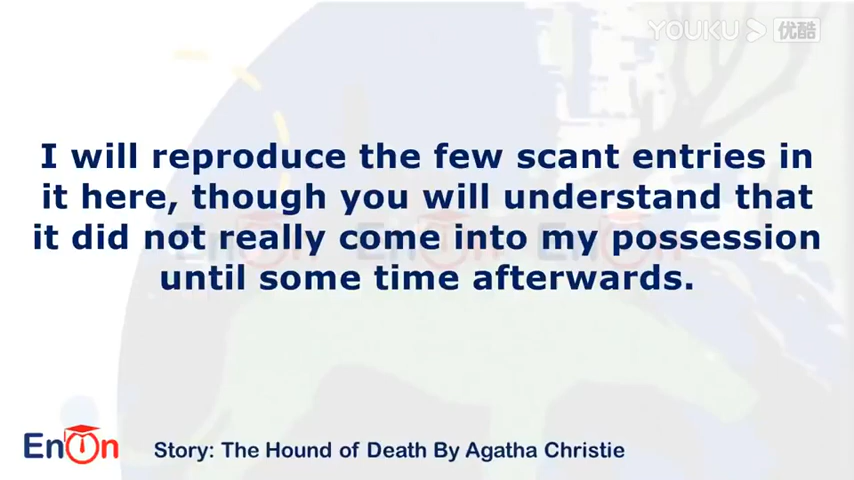 YOUKU 优酷
I will reproduce the few scant entries in
it here, though you will understand that
it did not really come into my possession
until some time afterwards.
EnOn
Story: The Hound of Death By Agatha Christie